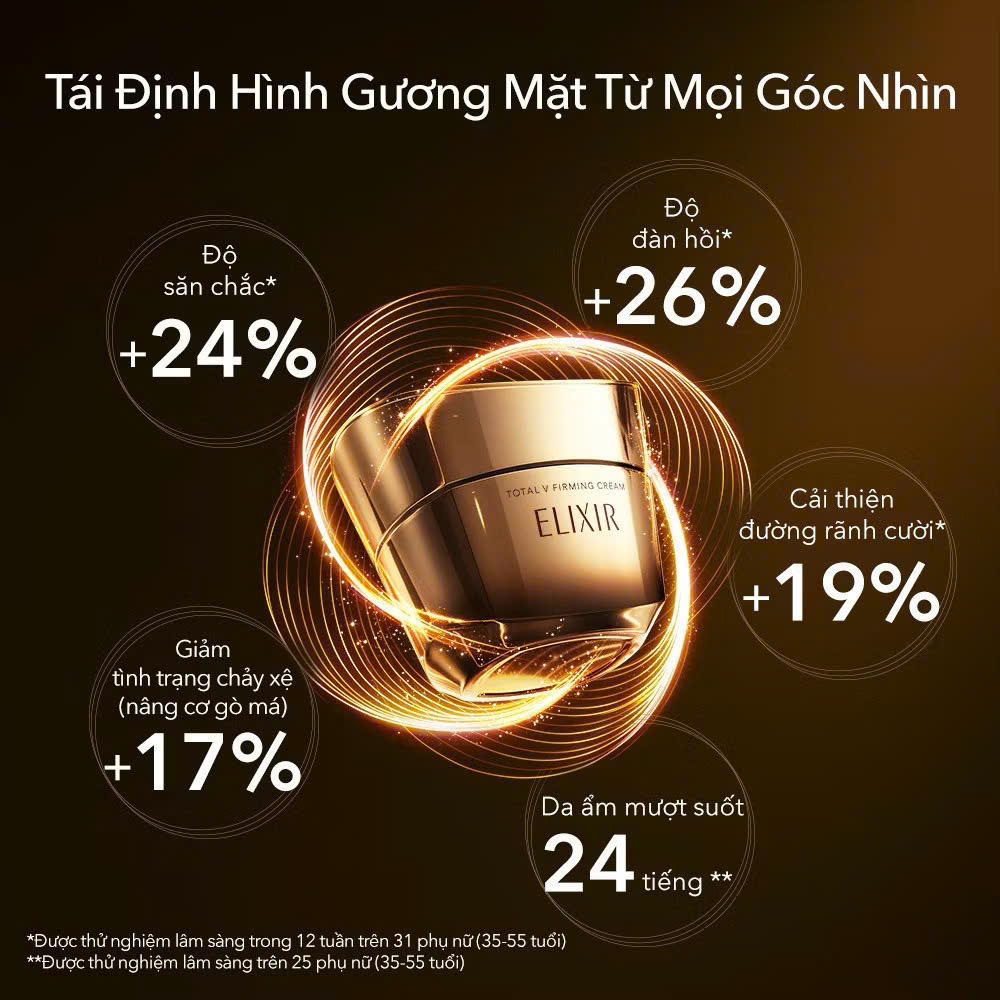 Tái Định Hình Gương Mặt Từ Mọi Góc Nhìn
Độ
săn chắc*
+24%
Độ
đàn hồi*
+26%
TOTAL V FIRMING CREAM
ELIXIR
Cải thiện
đường rãnh cười*
+19%
Giảm
tình trạng chảy xệ
(nâng cơ gò má)
+17%
Da ẩm mượt suốt
24 tiếng **
*Được thử nghiệm lâm sàng trong 12 tuần trên 31 phụ nữ (35-55 tuổi)
**Được thử nghiệm lâm sàng trên 25 phụ nữ (35-55 tuổi)